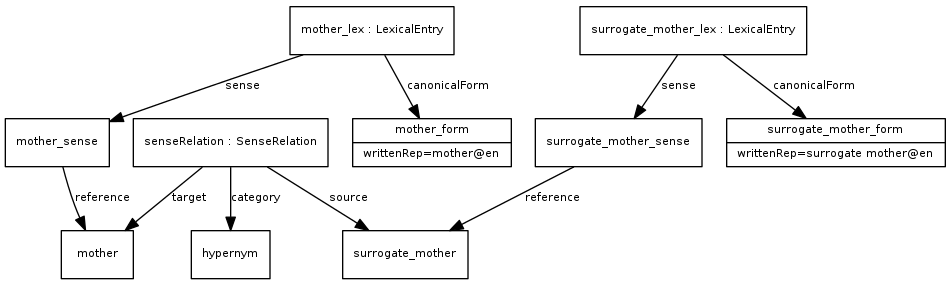 mother_lex : LexicalEntry
surrogate_mother_lex : LexicalEntry
sense
canonicalForm
sense
canonicalForm
mother_sense
senseRelation : SenseRelation
mother_form
writtenRep=mother@en
surrogate_mother_sense
surrogate_mother_form
writtenRep=surrogate mother@en
reference
target
category
source
reference
mother
hypernym
surrogate_mother